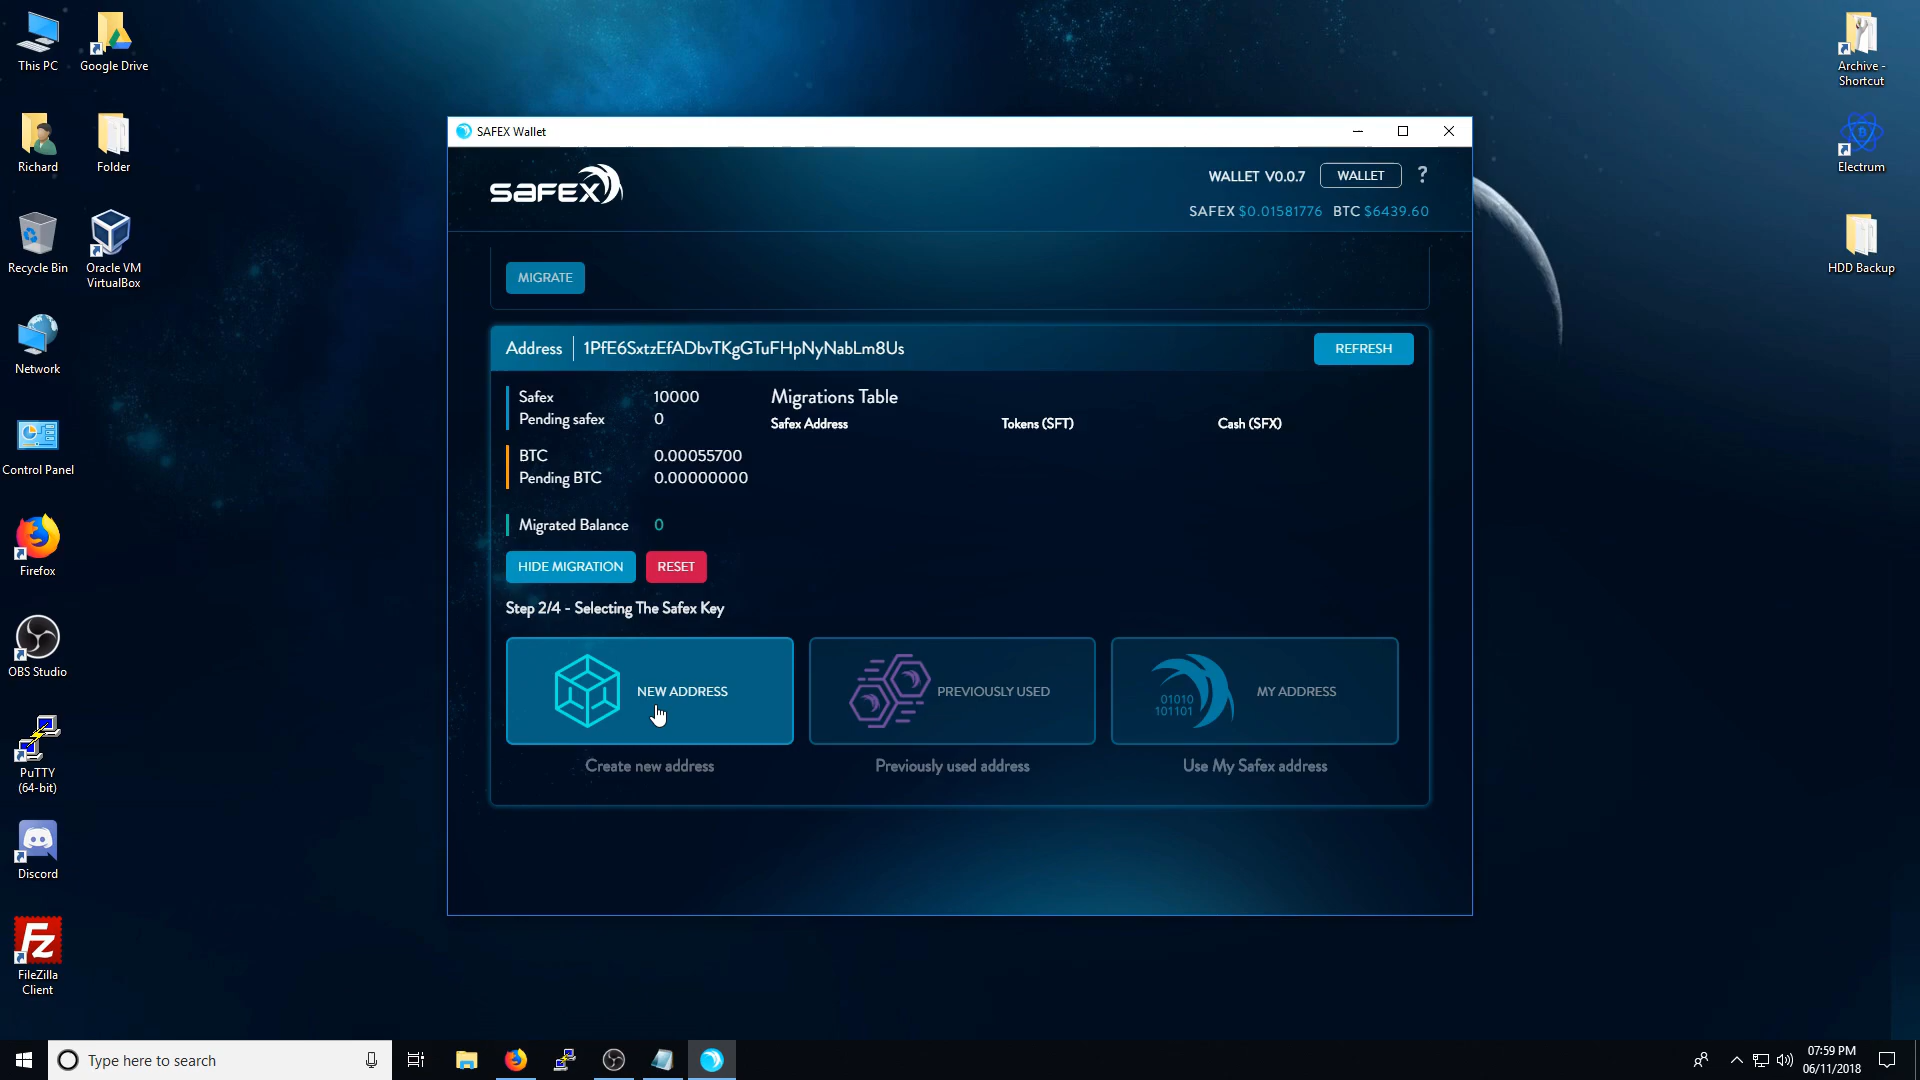 This PC
Google Drive
Richard
Folder
Recycle Bin
Oracle VM
VirtualBox
Network
Control Panel
Firefox
OBS Studio
PuTTY
(64-bit)
Discord
FileZilla
Client
Archive -
Shortcut
Electrum
HDD Backup
SAFEX Wallet
SAFEX
WALLET V0.0.7
WALLET
?
SAFEX $0.01581776 BTC $6439.60
MIGRATE
Address 1PfE6SxtzEfADbvTKgGTuFHpNyNabLm8Us
REFRESH
Safex 10000
Pending safex 0
BTC 0.00055700
Pending BTC 0.00000000
Migrated Balance 0
Migrations Table
Safex Address Tokens (SFT) Cash (SFX)
HIDE MIGRATION
RESET
Step 2/4 - Selecting The Safex Key
NEW ADDRESS
PREVIOUSLY USED
01010
101101
MY ADDRESS
Create new address
Previously used address
Use My Safex address
Type here to search
07:59 PM
06/11/2018